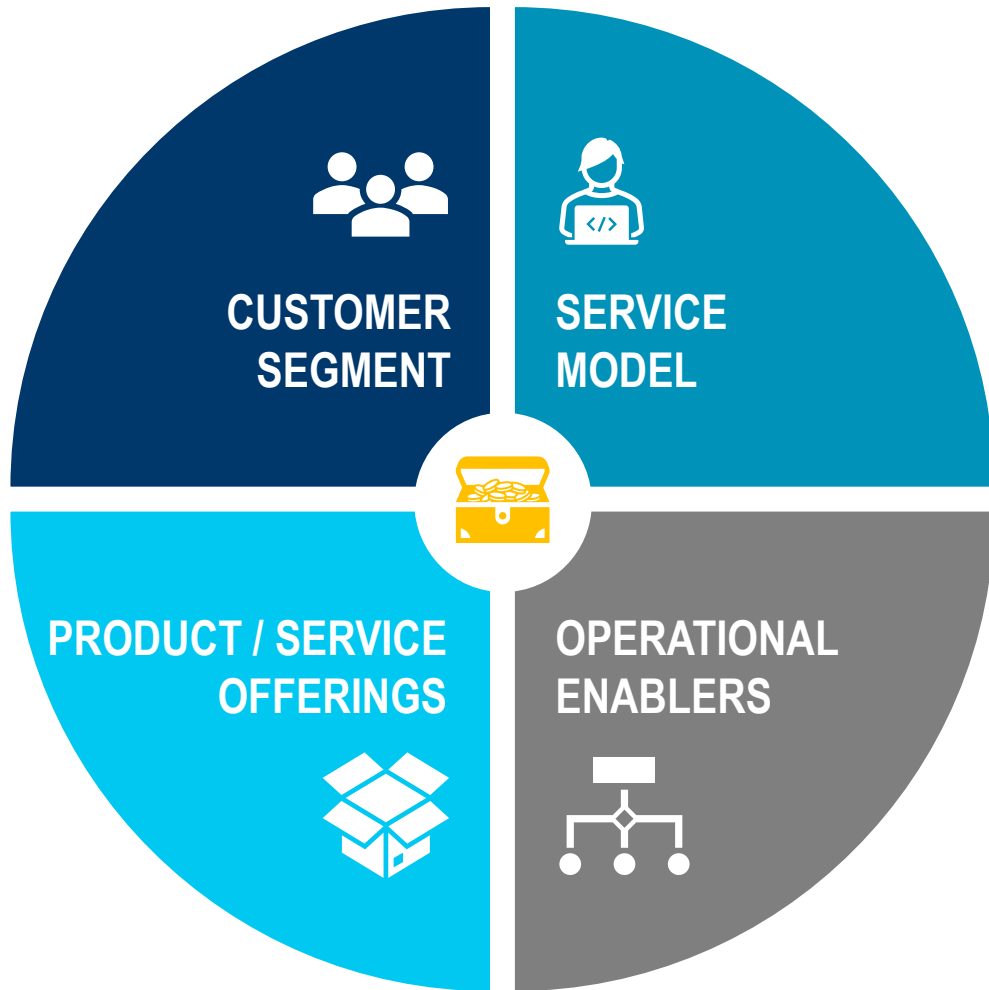 CUSTOMER
SEGMENT
SERVICE
MODEL
PRODUCT / SERVICE
OFFERINGS
OPERATIONAL
ENABLERS